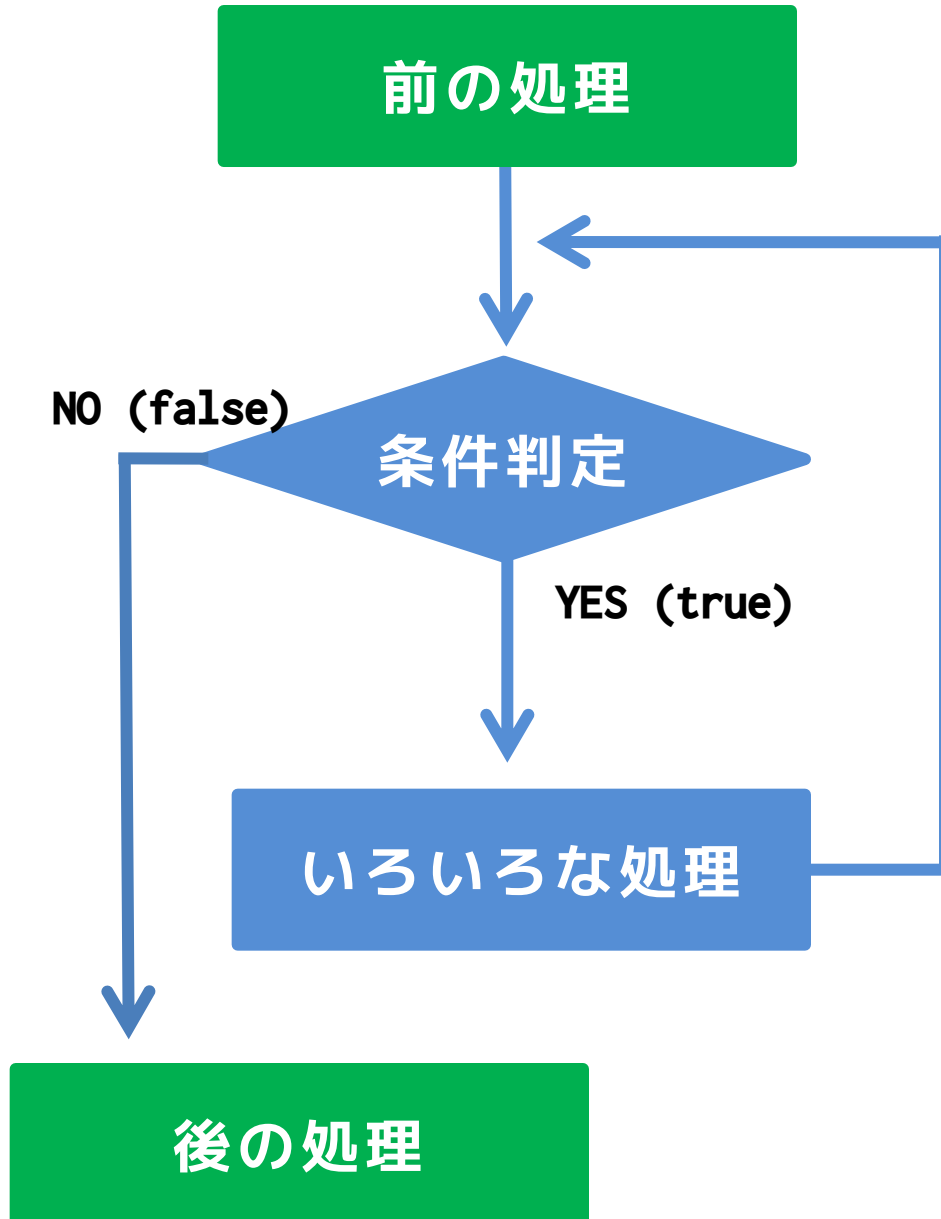 前の処理
NO (false)
条件判定
YES (true)
いろいろな処理
後の処理